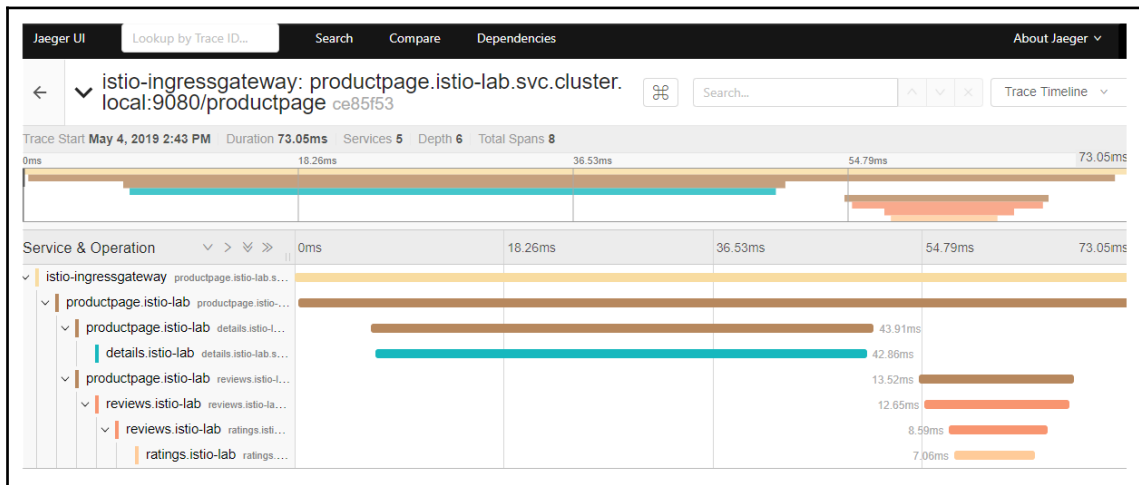 Jaeger UI Lookup by Trace ID... Search Compare Dependencies About Jaeger
istio-ingressgateway: productpage.istio-lab.svc.cluster.
local:9080/productpage ce85f53
Search... Trace Timeline
Trace Start May 4, 2019 2:43 PM Duration 73.05ms Services 5 Depth 6 Total Spans 8
0ms 18.26ms 36.53ms 54.79ms 73.05ms
Service & Operation 0ms 18.26ms 36.53ms 54.79ms 73.05ms
istio-ingressgateway productpage.istio-lab.s...
productpage.istio-lab productpage.istio-...
productpage.istio-lab details.istio-l... 43.91ms
details.istio-lab details.istio-lab.s... 42.86ms
productpage.istio-lab reviews.istio-l... 13.52ms
reviews.istio-lab reviews.istio-la... 12.65ms
reviews.istio-lab ratings.isti... 8.59ms
ratings.istio-lab ratings.... 7.06ms